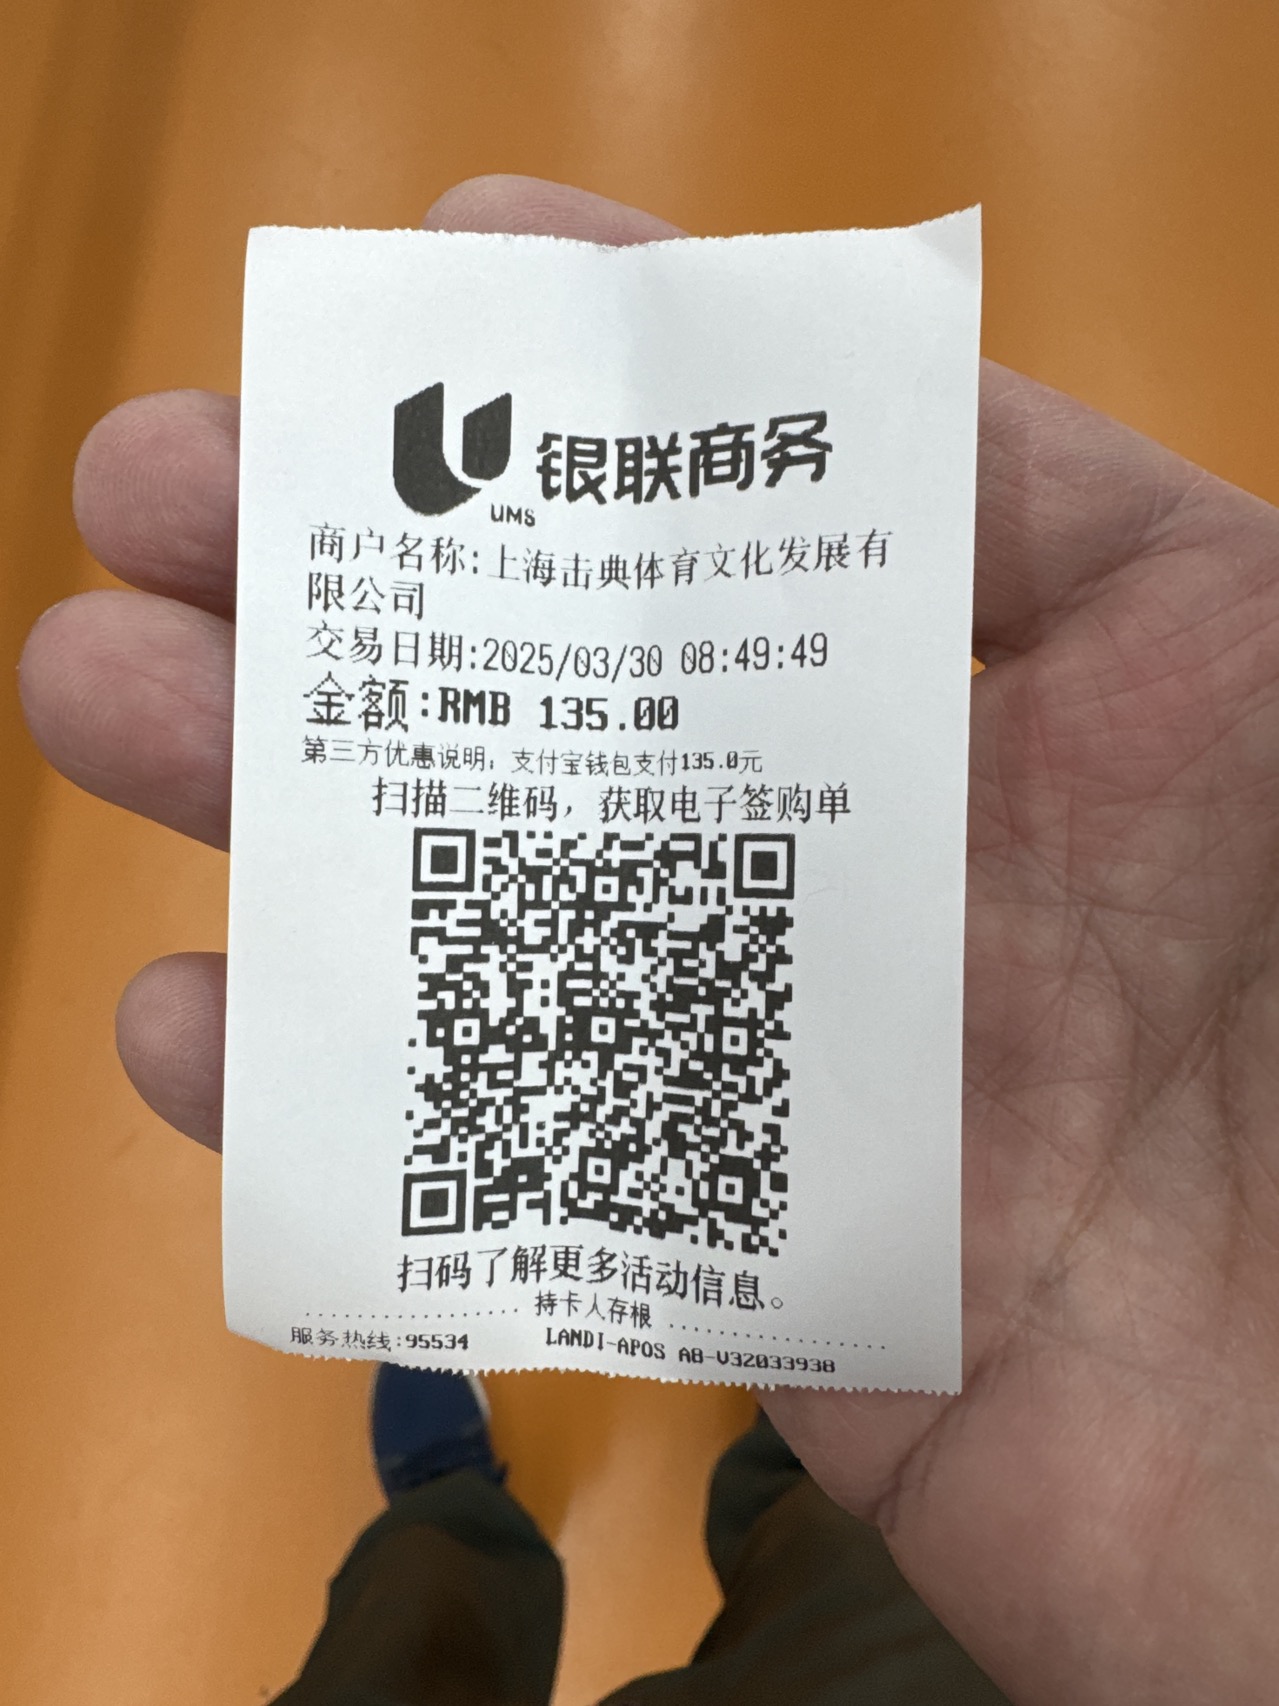 银联商务
UMS
商户名称:上海击典体育文化发展有
限公司
交易日期:2025/03/30 08:49:49
金额:RMB 135.00
第三方优惠说明: 支付宝钱包支付135.0元
扫描二维码, 获取电子签购单
扫码了解更多活动信息。
................. 持卡人存根 .................
服务热线:95534 LANDI-APOS A8-V32033938